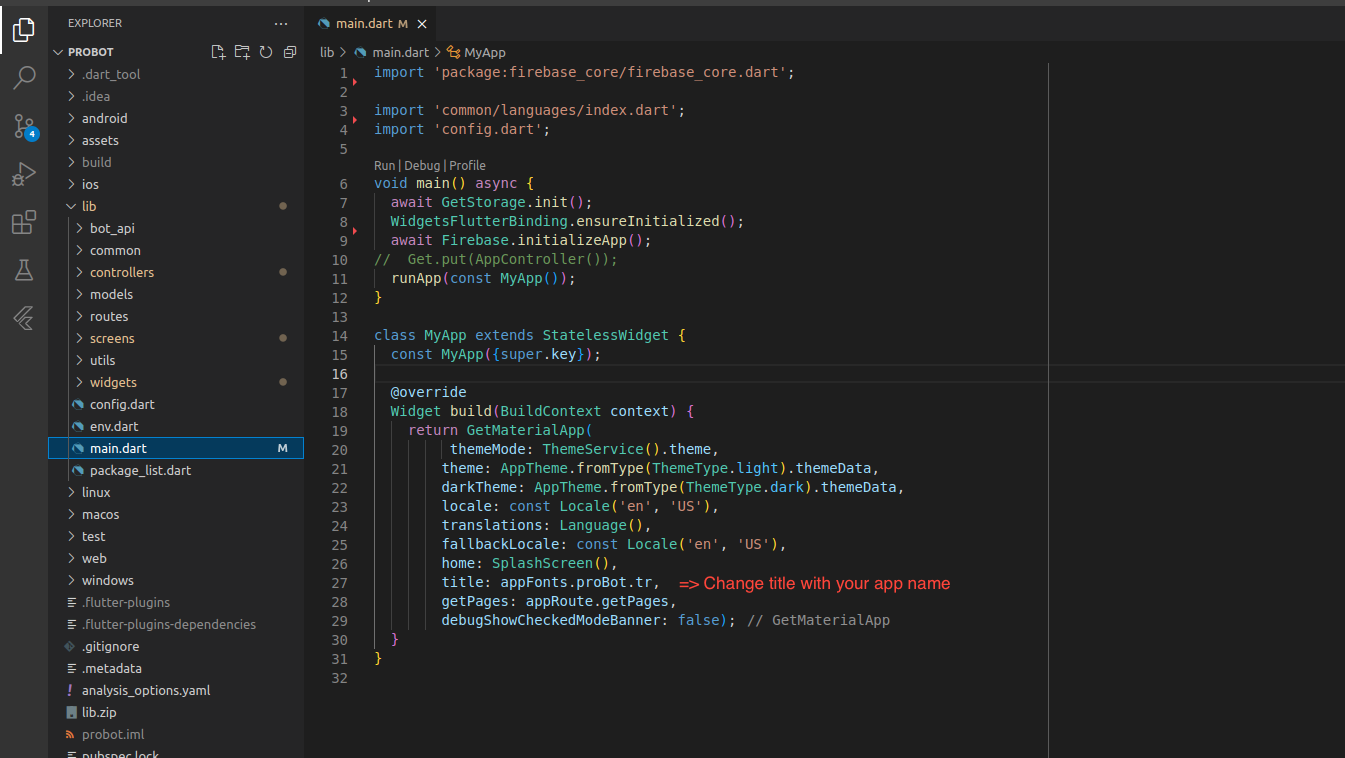 EXPLORER
PROBOT
.dart_tool
.idea
android
assets
build
ios
lib
bot_api
common
controllers
models
routes
screens
utils
widgets
config.dart
env.dart
main.dart M
package_list.dart
linux
macos
test
web
windows
.flutter-plugins
.flutter-plugins-dependencies
.gitignore
.metadata
! analysis_options.yaml
lib.zip
probot.iml
pubspec.lock
4
main.dart M
lib > main.dart > MyApp
1 import 'package:firebase_core/firebase_core.dart';
2
3 import 'common/languages/index.dart';
4 import 'config.dart';
5
Run | Debug | Profile
6 void main() async {
7 await GetStorage.init();
8 WidgetsFlutterBinding.ensureInitialized();
9 await Firebase.initializeApp();
10 //  Get.put(AppController());
11 runApp(const MyApp());
12 }
13
14 class MyApp extends StatelessWidget {
15 const MyApp({super.key});
16
17 @override
18 Widget build(BuildContext context) {
19 return GetMaterialApp(
20 themeMode: ThemeService().theme,
21 theme: AppTheme.fromType(ThemeType.light).themeData,
22 darkTheme: AppTheme.fromType(ThemeType.dark).themeData,
23 locale: const Locale('en', 'US'),
24 translations: Language(),
25 fallbackLocale: const Locale('en', 'US'),
26 home: SplashScreen(),
27 title: appFonts.proBot.tr, => Change title with your app name
28 getPages: appRoute.getPages,
29 debugShowCheckedModeBanner: false); // GetMaterialApp
30 }
31 }
32